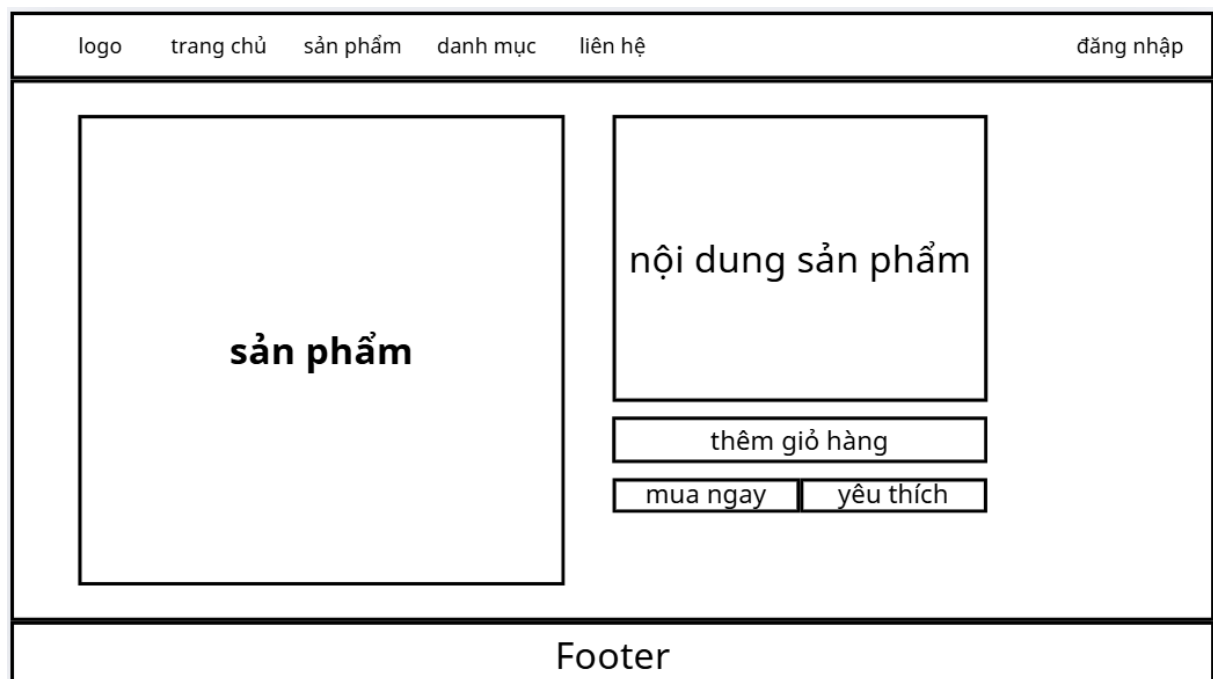 logo trang chủ sản phẩm danh mục liên hệ đăng nhập
sản phẩm
nội dung sản phẩm
thêm giỏ hàng
mua ngay yêu thích
Footer